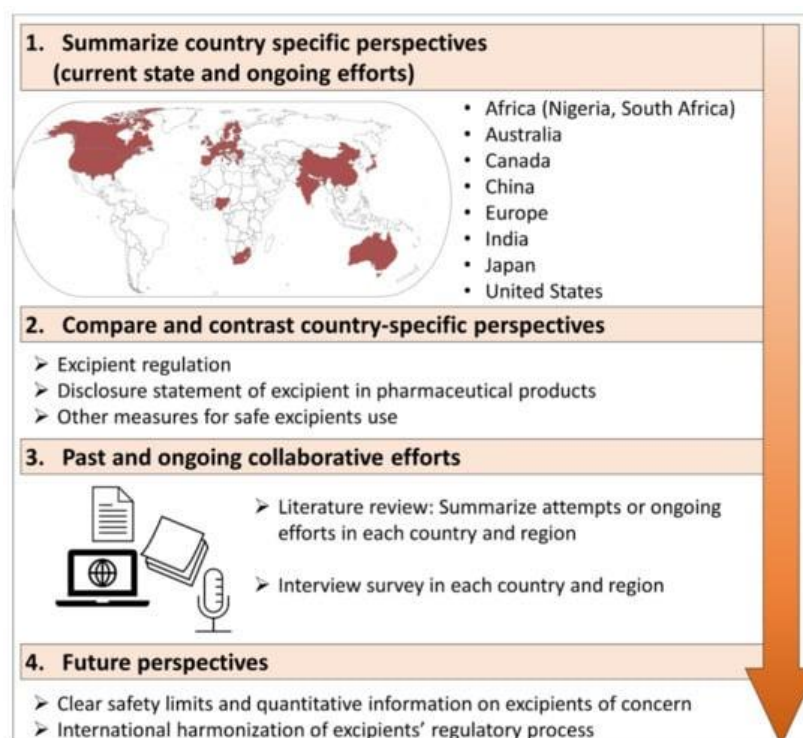 1. Summarize country specific perspectives
(current state and ongoing efforts)
• Africa (Nigeria, South Africa)
• Australia
• Canada
• China
• Europe
• India
• Japan
• United States
2. Compare and contrast country-specific perspectives
➤ Excipient regulation
➤ Disclosure statement of excipient in pharmaceutical products
➤ Other measures for safe excipients use
3. Past and ongoing collaborative efforts
➤ Literature review: Summarize attempts or ongoing
efforts in each country and region
➤ Interview survey in each country and region
4. Future perspectives
➤ Clear safety limits and quantitative information on excipients of concern
➤ International harmonization of excipients' regulatory process